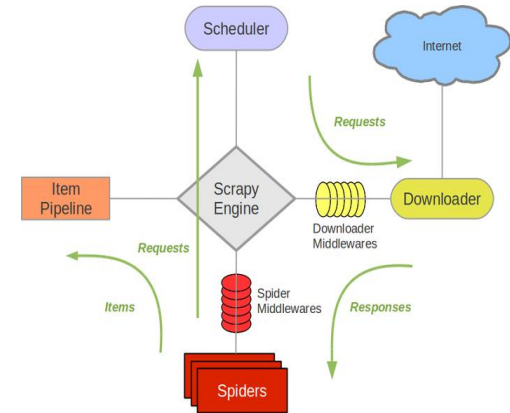 Scheduler
Internet
Requests
Item
Pipeline
Scrapy
Engine
Downloader
Downloader
Middlewares
Requests
Spider
Middlewares
Items
Responses
Spiders